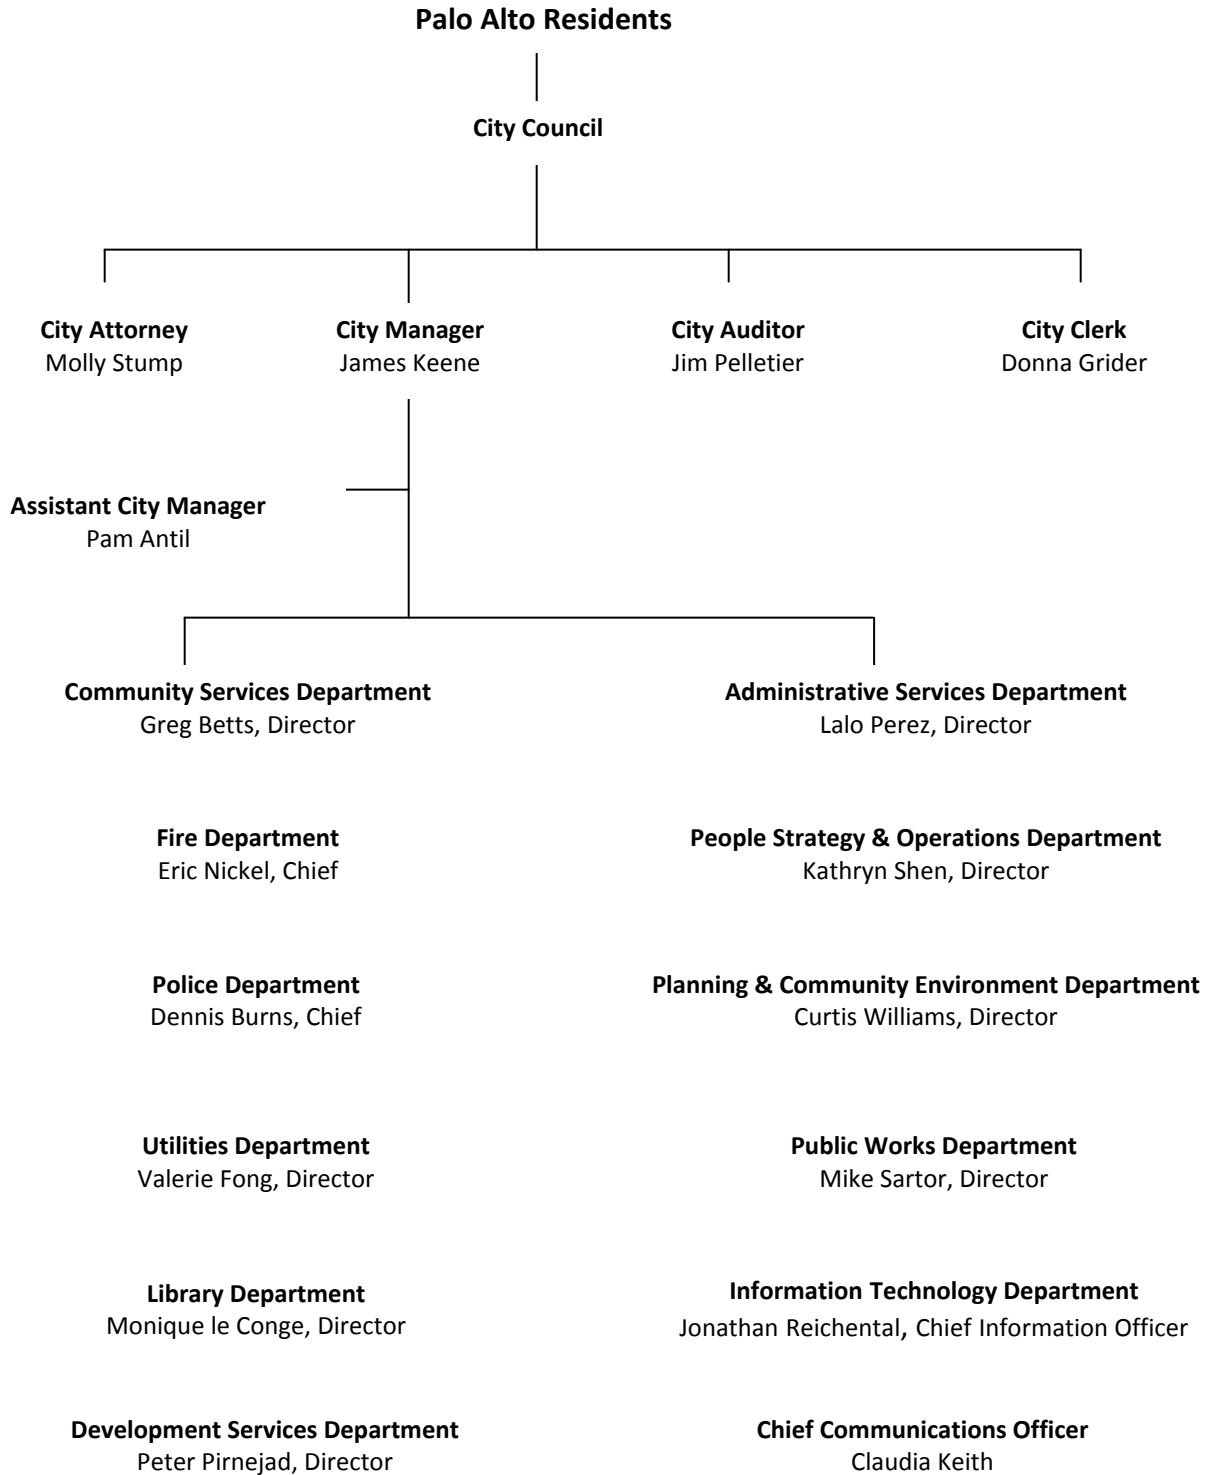 Palo Alto Residents
City Council
City Attorney
Molly Stump
City Manager
James Keene
City Auditor
Jim Pelletier
City Clerk
Donna Grider
Assistant City Manager
Pam Antil
Community Services Department
Greg Betts, Director
Administrative Services Department
Lalo Perez, Director
Fire Department
Eric Nickel, Chief
People Strategy & Operations Department
Kathryn Shen, Director
Police Department
Dennis Burns, Chief
Planning & Community Environment Department
Curtis Williams, Director
Utilities Department
Valerie Fong, Director
Public Works Department
Mike Sartor, Director
Library Department
Monique le Conge, Director
Information Technology Department
Jonathan Reichental, Chief Information Officer
Development Services Department
Peter Pirnejad, Director
Chief Communications Officer
Claudia Keith